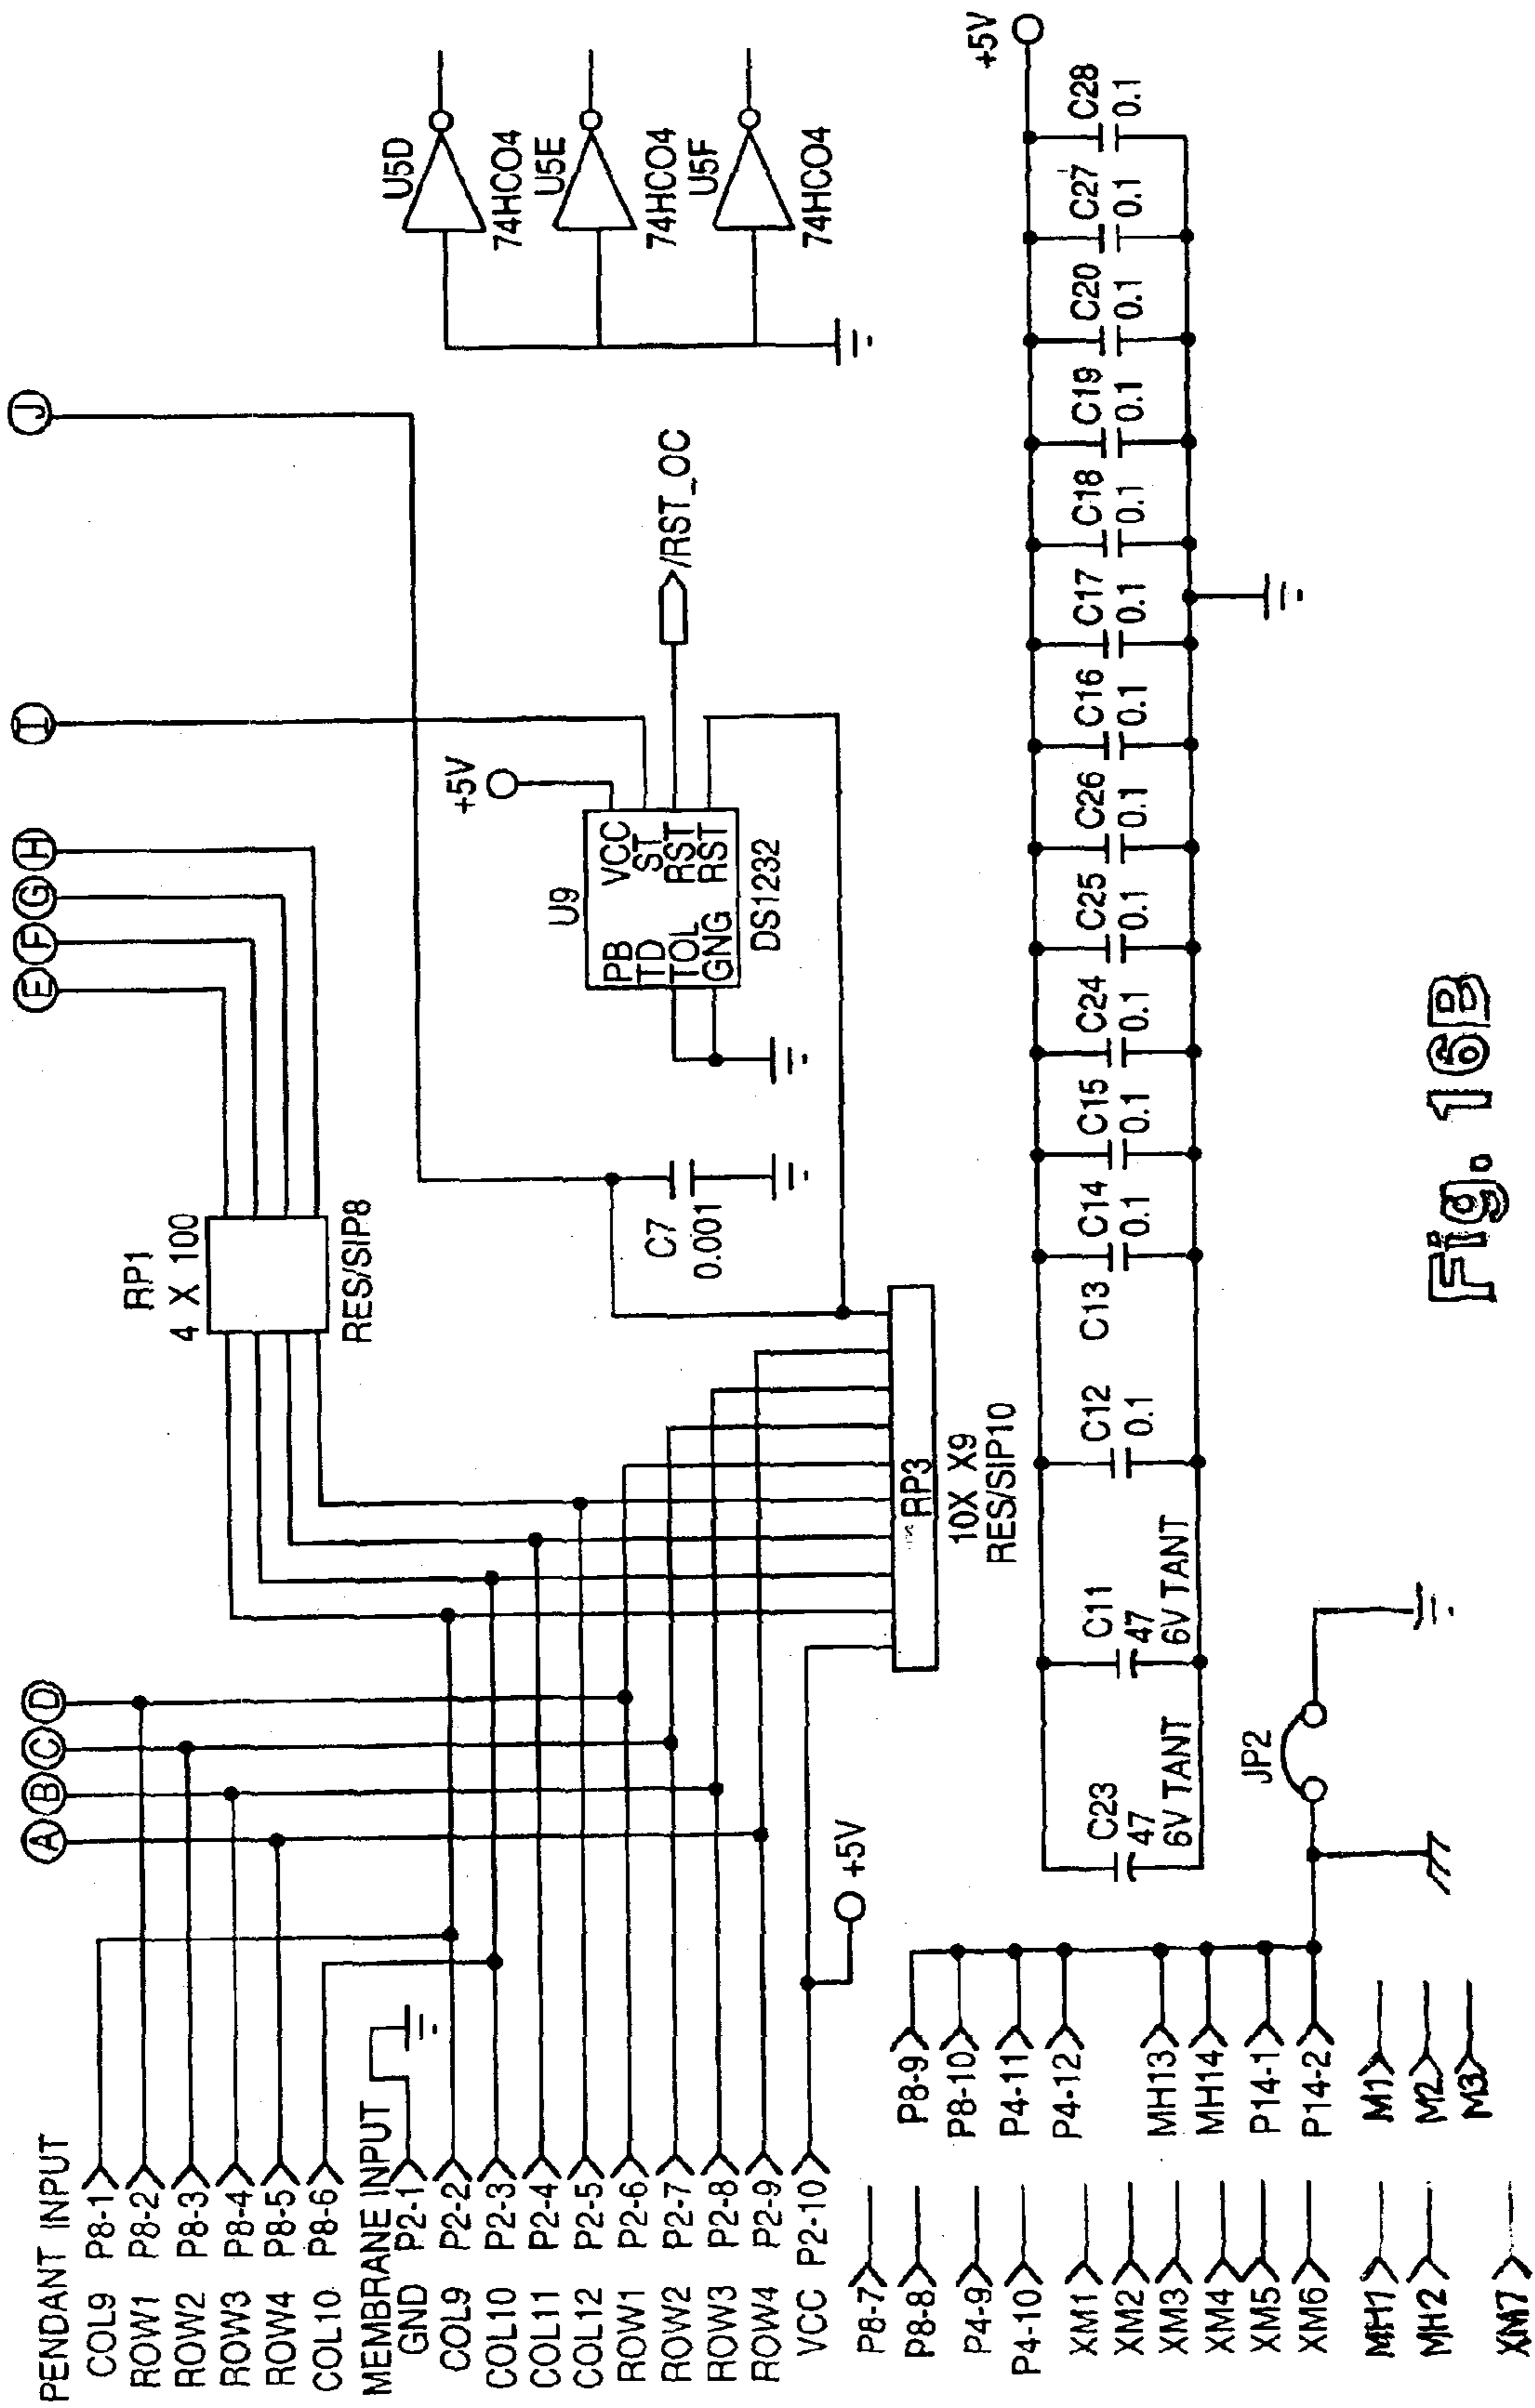 PENDANT INPUT
COL9 P8-1
ROW1 P8-2
ROW2 P8-3
ROW3 P8-4
ROW4 P8-5
COL10 P8-6
MEMBRANE INPUT
GND P2-1
COL9 P2-2
COL10 P2-3
COL11 P2-4
COL12 P2-5
ROW1 P2-6
ROW2 P2-7
ROW3 P2-8
ROW4 P2-9
VCC P2-10
+5V
A
B
C
D
E
F
G
H
I
J
RP1
4 X 100
RES/SIP8
RP3
10X X9
RES/SIP10
C7
0.001
U9
PB
TD
TOL
GNG
VCC
ST
RST
RST
DS1232
+5V
/RST_OC
U5D
74HCO4
U5E
74HCO4
U5F
74HCO4
P8-7
P8-8
P4-9
P4-10
XM1
XM2
XM3
XM4
XM5
XM6
MH1
MH2
XM7
P8-9
P8-10
P4-11
P4-12
MH13
MH14
P14-1
P14-2
M1
M2
M3
JP2
C23
47
6V TANT
C11
47
6V TANT
C12
0.1
C13
C14
0.1
C15
0.1
C24
0.1
C25
0.1
C26
0.1
C16
0.1
C17
0.1
C18
0.1
C19
0.1
C20
0.1
C27
0.1
C28
0.1
+5V
Fig. 16B